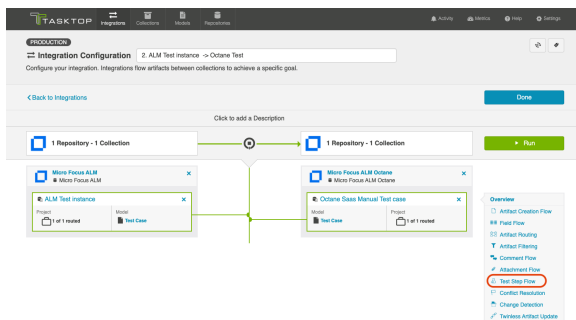 TASKTOP
Integrations
Collections
Models
Repositories
Activity
Metrics
Help
Settings
PRODUCTION
Integration Configuration
2. ALM Test instance -> Octane Test
Configure your integration. Integrations flow artifacts between collections to achieve a specific goal.
Back to Integrations
Done
Click to add a Description
1 Repository - 1 Collection
1 Repository - 1 Collection
Run
Micro Focus ALM
Micro Focus ALM
ALM Test instance
Project
1 of 1 routed
Model
Test Case
Micro Focus ALM Octane
Micro Focus ALM Octane
Octane Saas Manual Test case
Model
Test Case
Project
1 of 1 routed
Overview
Artifact Creation Flow
Field Flow
Artifact Routing
Artifact Filtering
Comment Flow
Attachment Flow
Test Step Flow
Conflict Resolution
Change Detection
Twinless Artifact Update